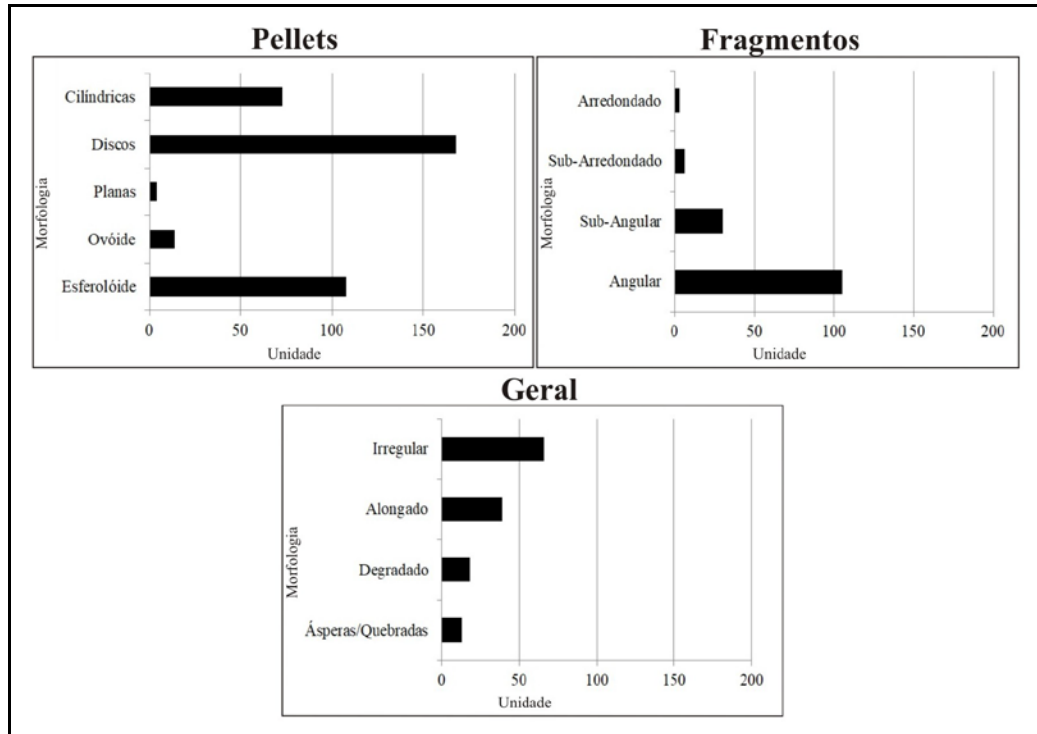 Pellets
Cilíndricas
Discos
Planas
Ovóide
Esferolóide
Morfologia
0 50 100 150 200
Unidade
Fragmentos
Arredondado
Sub-Arredondado
Sub-Angular
Angular
Morfologia
0 50 100 150 200
Unidade
Geral
Irregular
Alongado
Degradado
Ásperas/Quebradas
Morfologia
0 50 100 150 200
Unidade